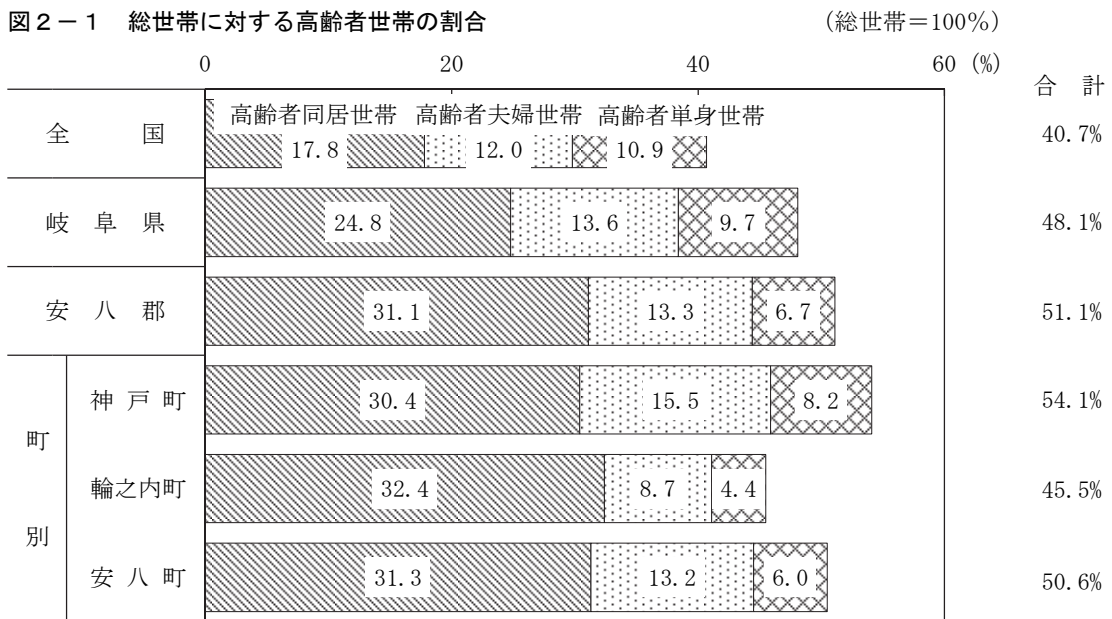 図2-1 総世帯に対する高齢者世帯の割合 (総世帯=100%)
0 20 40 60 (%)
合計
高齢者同居世帯 高齢者夫婦世帯 高齢者単身世帯
全国 17.8 12.0 10.9 40.7%
岐阜県 24.8 13.6 9.7 48.1%
安八郡 31.1 13.3 6.7 51.1%
町別
神戸町 30.4 15.5 8.2 54.1%
輪之内町 32.4 8.7 4.4 45.5%
安八町 31.3 13.2 6.0 50.6%